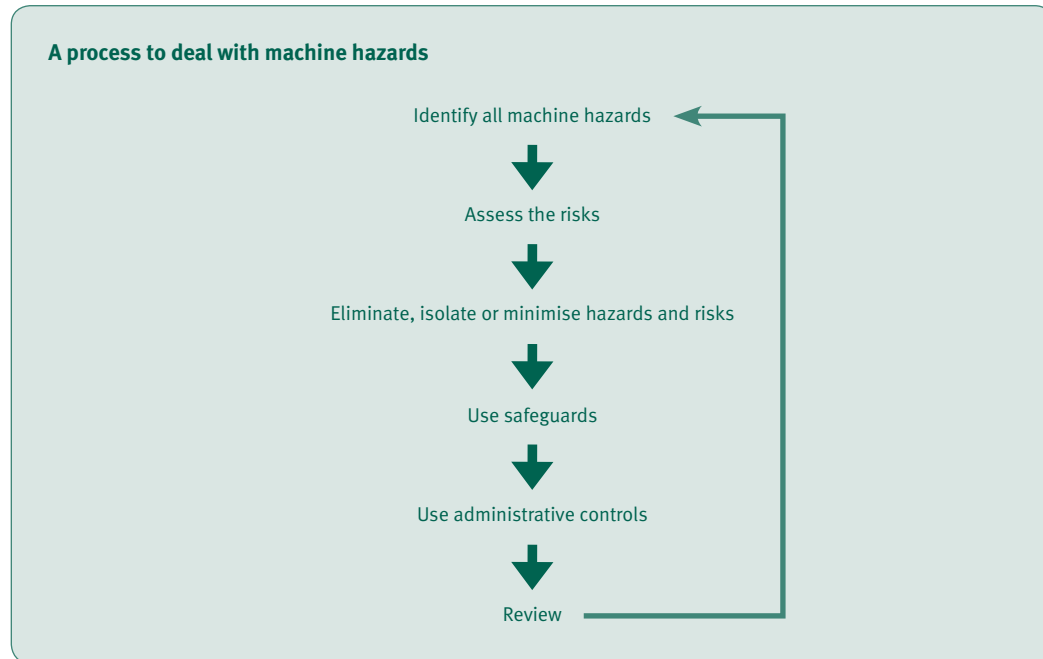 A process to deal with machine hazards
Identify all machine hazards
Assess the risks
Eliminate, isolate or minimise hazards and risks
Use safeguards
Use administrative controls
Review